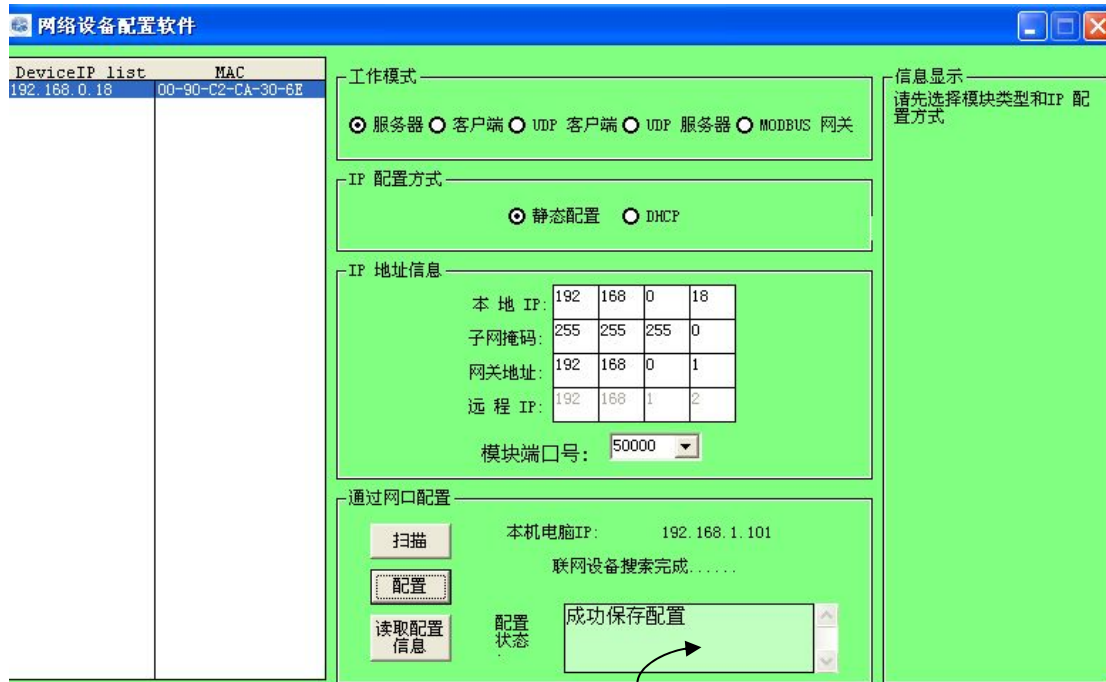 网络设备配置软件
DeviceIP list MAC
192.168.0.18 00-90-C2-CA-30-6E
工作模式
服务器 客户端 UDP 客户端 UDP 服务器 MODBUS 网关
IP 配置方式
静态配置 DHCP
IP 地址信息
本 地 IP: 192 168 0 18
子网掩码: 255 255 255 0
网关地址: 192 168 0 1
远 程 IP: 192 168 1 2
模块端口号: 50000
通过网口配置
扫描
本机电脑IP: 192.168.1.101
联网设备搜索完成......
配置
读取配置
信息
配置
状态
:
成功保存配置
信息显示
请先选择模块类型和IP 配
置方式